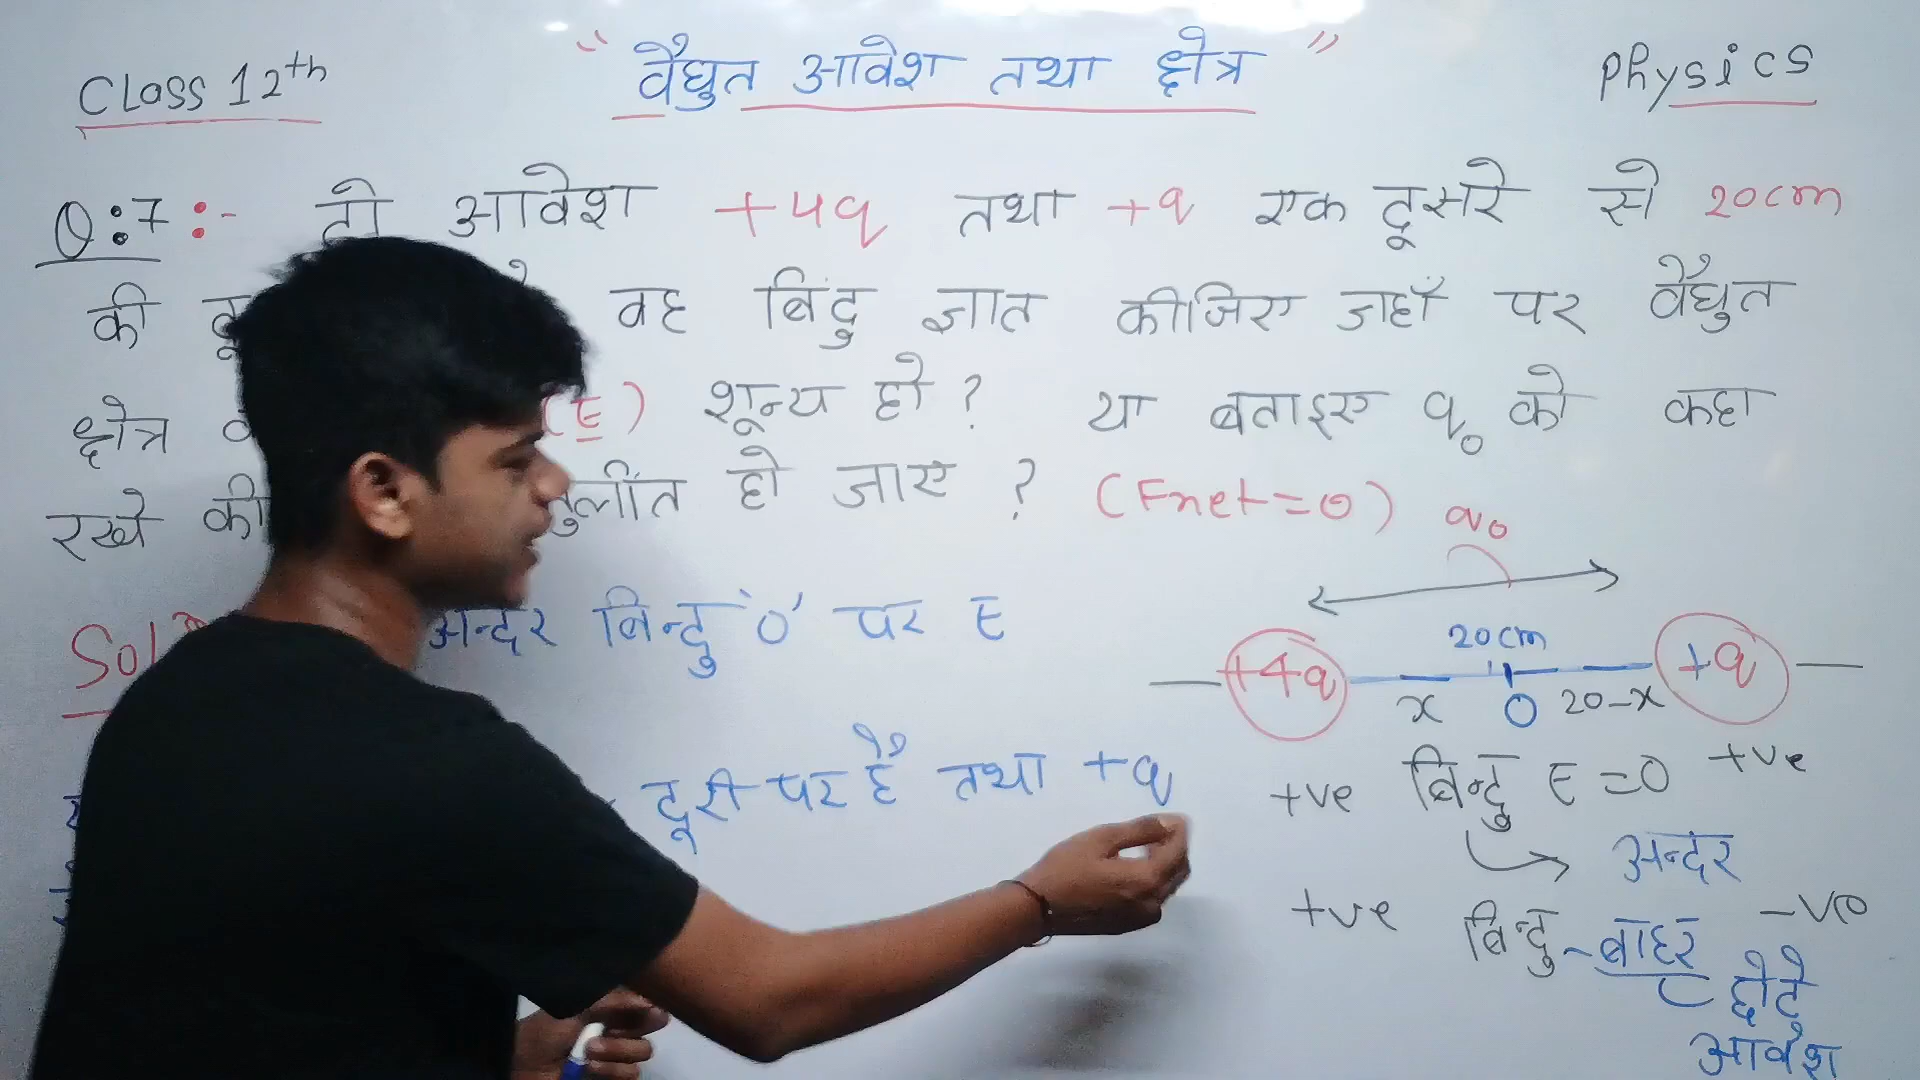 Class 12th
" वैद्युत आवेश तथा क्षेत्र "
Physics
Q:7 :- दो आवेश +4q तथा +q एक दूसरे से 20cm
की वह बिंदु ज्ञात कीजिए जहाँ पर वैद्युत
क्षेत्र (E) शून्य हो ? या बताइए q₀ को कहा
रखे की हो जाए ? (Fnet=0)
q₀
20cm
+4q x O 20-x +q
अन्दर बिन्दु 'O' पर E
दूरी पर है तथा +q
+ve बिन्दु E=0 +ve
अन्दर
+ve बिन्दु - बाहर -ve
छोटे
आवेश